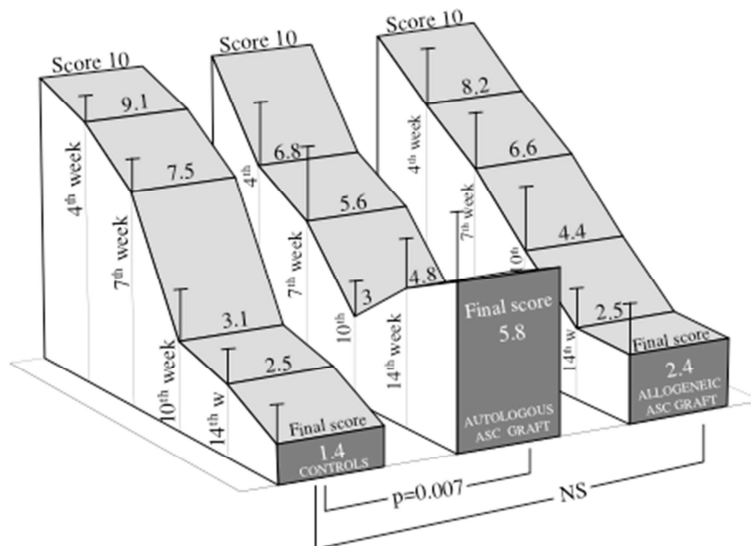 Score 10
9.1
7.5
3.1
2.5
4th week
7th week
10th week
14th w
Final score
1.4
CONTROLS
Score 10
6.8
5.6
3
4.8
4th
7th week
10th
14th week
Final score
5.8
AUTOLOGOUS
ASC GRAFT
Score 10
8.2
6.6
4.4
2.5
4th week
7th week
10th
14th w
Final score
2.4
ALLOGENEIC
ASC GRAFT
p=0.007
NS